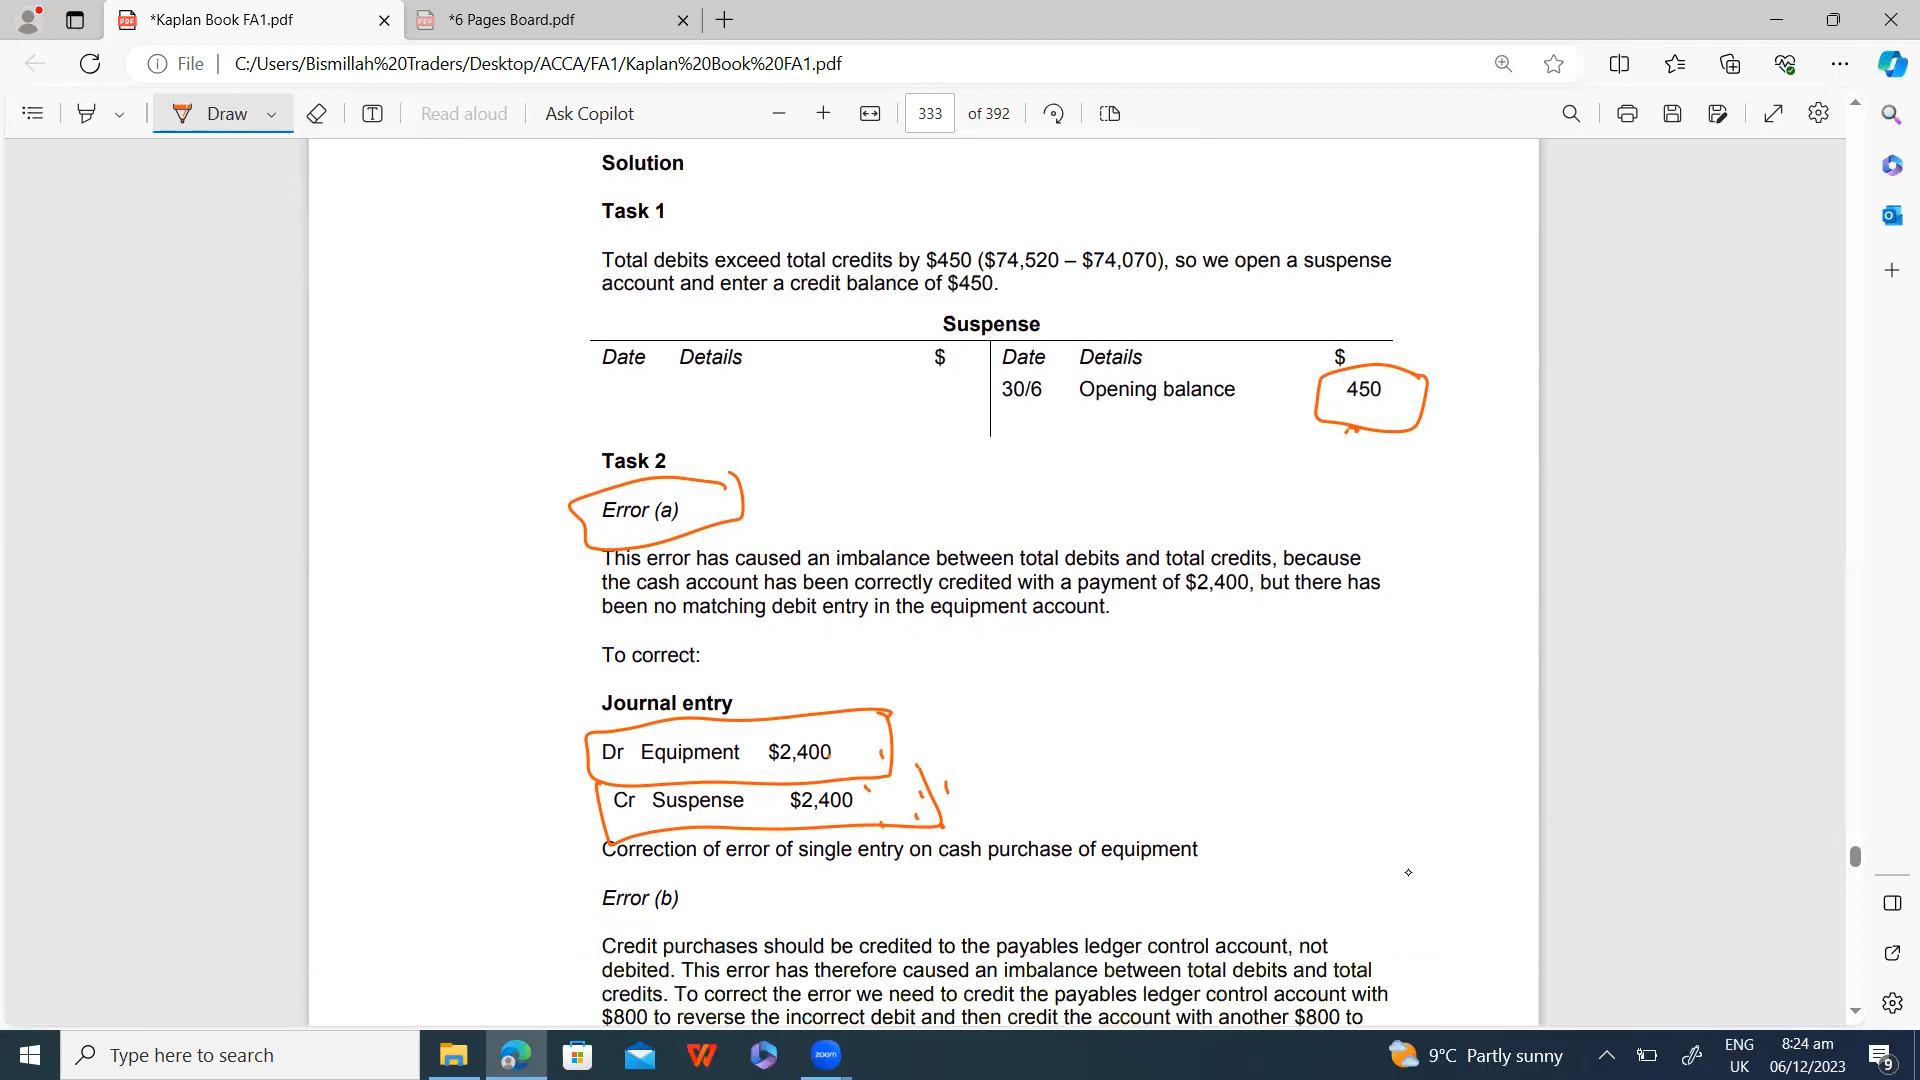 *Kaplan Book FA1.pdf
*6 Pages Board.pdf
File
C:/Users/Bismillah%20Traders/Desktop/ACCA/FA1/Kaplan%20Book%20FA1.pdf
Draw
Read aloud
Ask Copilot
333 of 392
Solution
Task 1
Total debits exceed total credits by $450 ($74,520 – $74,070), so we open a suspense
account and enter a credit balance of $450.
Suspense
Date Details $ Date Details $
30/6 Opening balance 450
Task 2
Error (a)
This error has caused an imbalance between total debits and total credits, because
the cash account has been correctly credited with a payment of $2,400, but there has
been no matching debit entry in the equipment account.
To correct:
Journal entry
Dr Equipment $2,400
Cr Suspense $2,400
Correction of error of single entry on cash purchase of equipment
Error (b)
Credit purchases should be credited to the payables ledger control account, not
debited. This error has therefore caused an imbalance between total debits and total
credits. To correct the error we need to credit the payables ledger control account with
$800 to reverse the incorrect debit and then credit the account with another $800 to
Type here to search
zoom
9°C Partly sunny
ENG
UK
8:24 am
06/12/2023
9